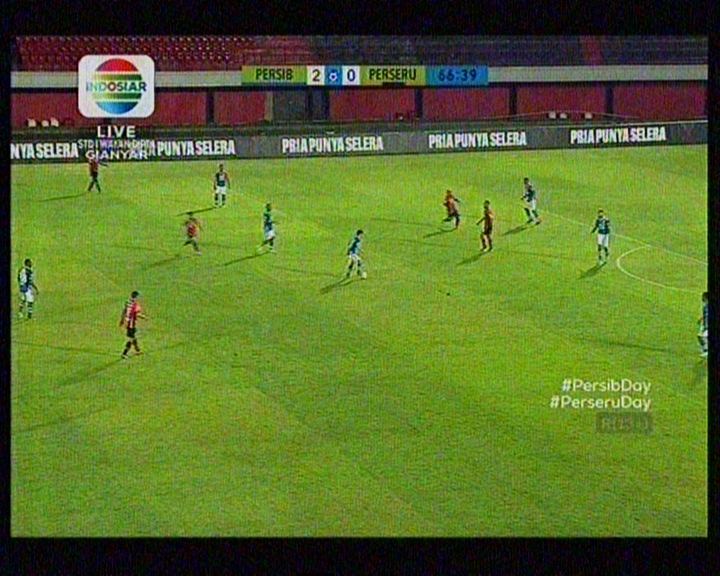 PERSIB 2 0 PERSERU 66:39
INDOSIAR
LIVE
GIANYAR
NYA SELERA PRIA PUNYA SELERA PRIA PUNYA SELERA PRIA PUNYA SELERA PRIA PUNYA SELERA
#PersibDay
#PerseruDay